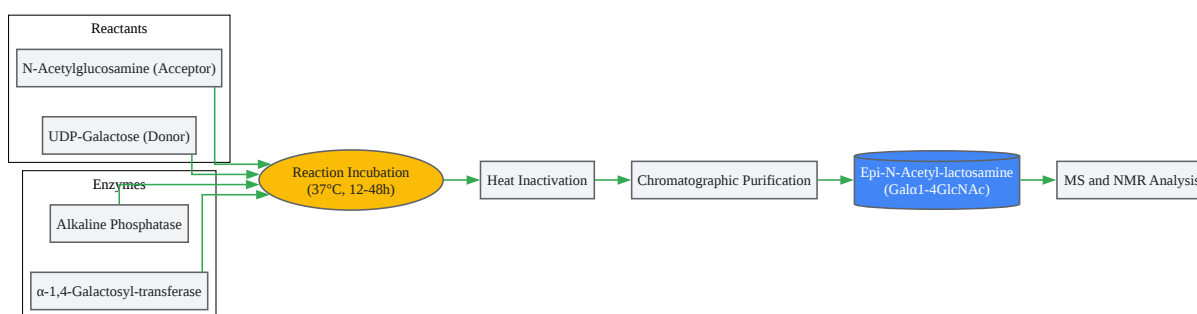 Reactants
N-Acetylglucosamine (Acceptor)
UDP-Galactose (Donor)
Enzymes
Alkaline Phosphatase
α-1,4-Galactosyl-transferase
Reaction Incubation
(37°C, 12-48h)
Heat Inactivation
Chromatographic Purification
Epi-N-Acetyl-lactosamine
(Galα1-4GlcNAc)
MS and NMR Analysis